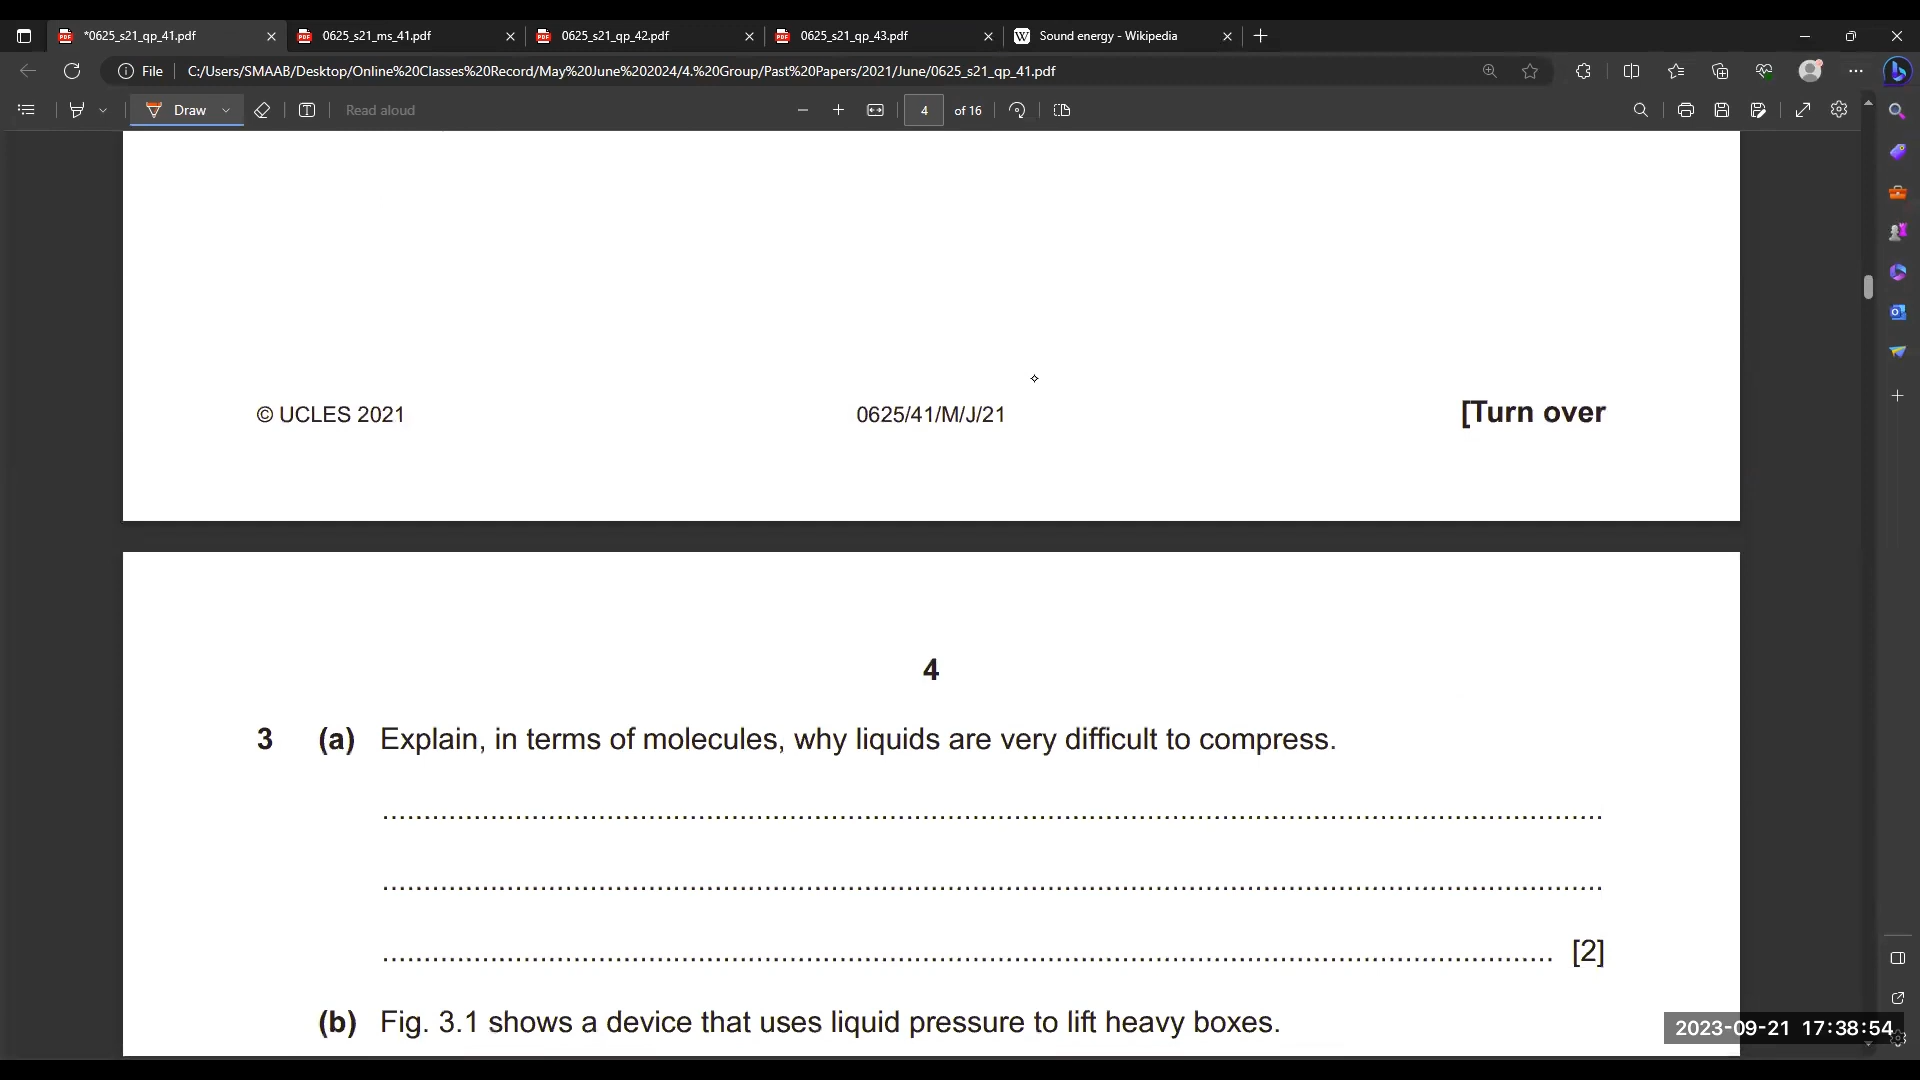 *0625_s21_qp_41.pdf
0625_s21_ms_41.pdf
0625_s21_qp_42.pdf
0625_s21_qp_43.pdf
W Sound energy - Wikipedia
File C:/Users/SMAAB/Desktop/Online%20Classes%20Record/May%20June%202024/4.%20Group/Past%20Papers/2021/June/0625_s21_qp_41.pdf
Draw Read aloud 4 of 16
© UCLES 2021 0625/41/M/J/21 [Turn over
4
3 (a) Explain, in terms of molecules, why liquids are very difficult to compress.
[2]
(b) Fig. 3.1 shows a device that uses liquid pressure to lift heavy boxes.
2023-09-21 17:38:54